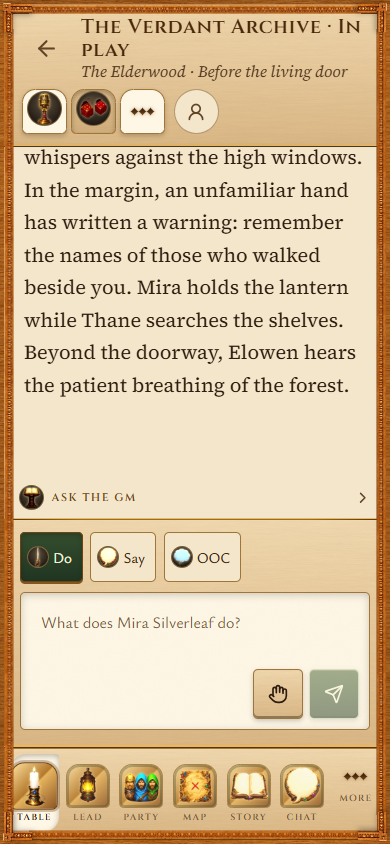 The Verdant Archive · In play
The Elderwood · Before the living door
whispers against the high windows.
In the margin, an unfamiliar hand
has written a warning: remember
the names of those who walked
beside you. Mira holds the lantern
while Thane searches the shelves.
Beyond the doorway, Elowen hears
the patient breathing of the forest.
ASK THE GM
Do
Say
OOC
What does Mira Silverleaf do?
TABLE
LEAD
PARTY
MAP
STORY
CHAT
MORE